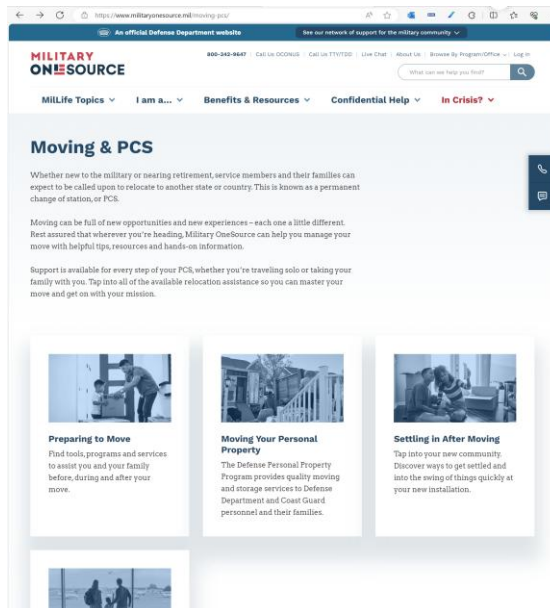 https://www.militaryonesource.mil/moving-pcs/
An official Defense Department website
See our network of support for the military community
MILITARY
ONESOURCE
800-342-9647 | Call Us OCONUS | Call Us TTY/TDD | Live Chat | About Us | Browse By Program/Office | Log In
What can we help you find?
MilLife Topics I am a... Benefits & Resources Confidential Help In Crisis?
Moving & PCS
Whether new to the military or nearing retirement, service members and their families can
expect to be called upon to relocate to another state or country. This is known as a permanent
change of station, or PCS.
Moving can be full of new opportunities and new experiences – each one a little different.
Rest assured that wherever you're heading, Military OneSource can help you manage your
move with helpful tips, resources and hands-on information.
Support is available for every step of your PCS, whether you're traveling solo or taking your
family with you. Tap into all of the available relocation assistance so you can master your
move and get on with your mission.
Preparing to Move
Find tools, programs and services
to assist you and your family
before, during and after your
move.
Moving Your Personal
Property
The Defense Personal Property
Program provides quality moving
and storage services to Defense
Department and Coast Guard
personnel and their families.
Settling in After Moving
Tap into your new community.
Discover ways to get settled and
into the swing of things quickly at
your new installation.